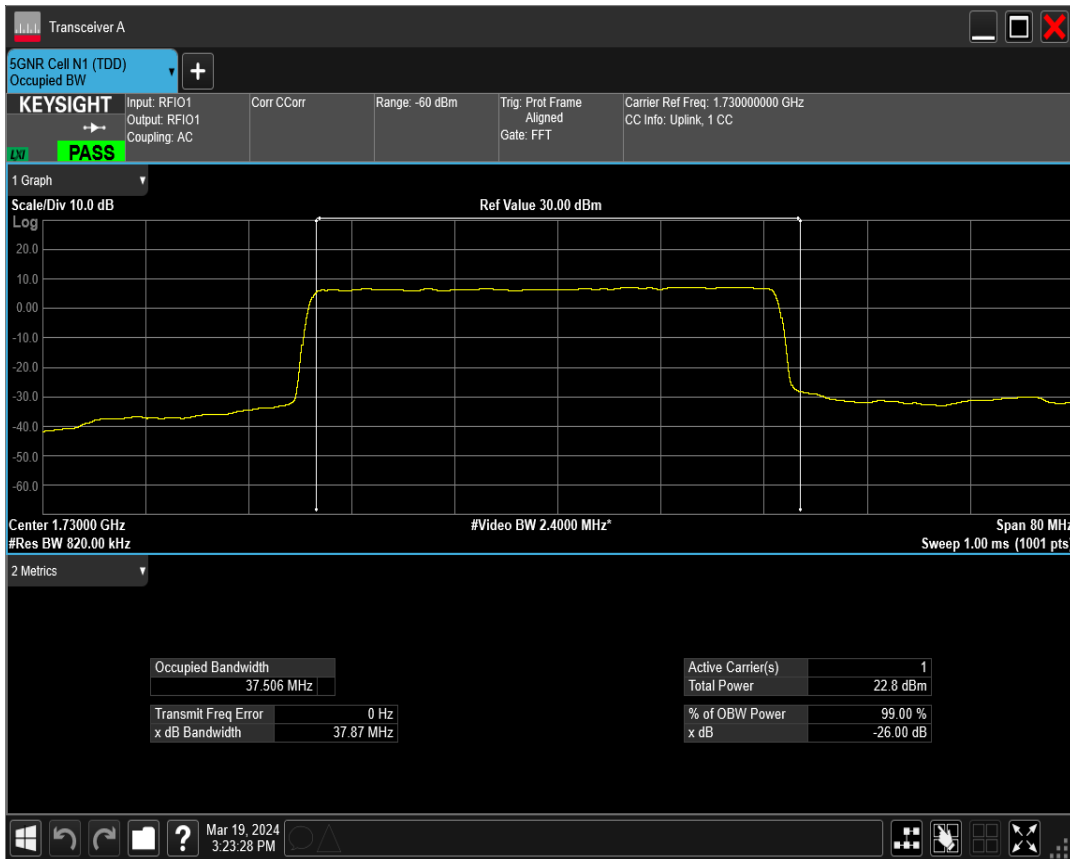 Transceiver A
5GNR Cell N1 (TDD)
Occupied BW
+
KEYSIGHT
LXI
PASS
Input: RFIO1
Output: RFIO1
Coupling: AC
Corr CCorr
Range: -60 dBm
Trig: Prot Frame
Aligned
Gate: FFT
Carrier Ref Freq: 1.730000000 GHz
CC Info: Uplink, 1 CC
1 Graph
Scale/Div 10.0 dB
Ref Value 30.00 dBm
Log
20.0
10.0
0.00
-10.0
-20.0
-30.0
-40.0
-50.0
-60.0
Center 1.73000 GHz
#Video BW 2.4000 MHz*
Span 80 MHz
#Res BW 820.00 kHz
Sweep 1.00 ms (1001 pts)
2 Metrics
Occupied Bandwidth
37.506 MHz
Transmit Freq Error 0 Hz
x dB Bandwidth 37.87 MHz
Active Carrier(s) 1
Total Power 22.8 dBm
% of OBW Power 99.00 %
x dB -26.00 dB
?
Mar 19, 2024
3:23:28 PM